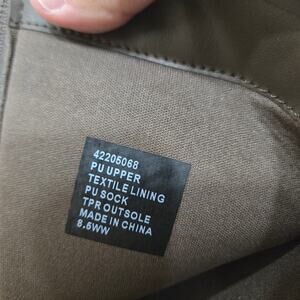 42205068
PU UPPER
TEXTILE LINING
PU SOCK
TPR OUTSOLE
MADE IN CHINA
8.5WW